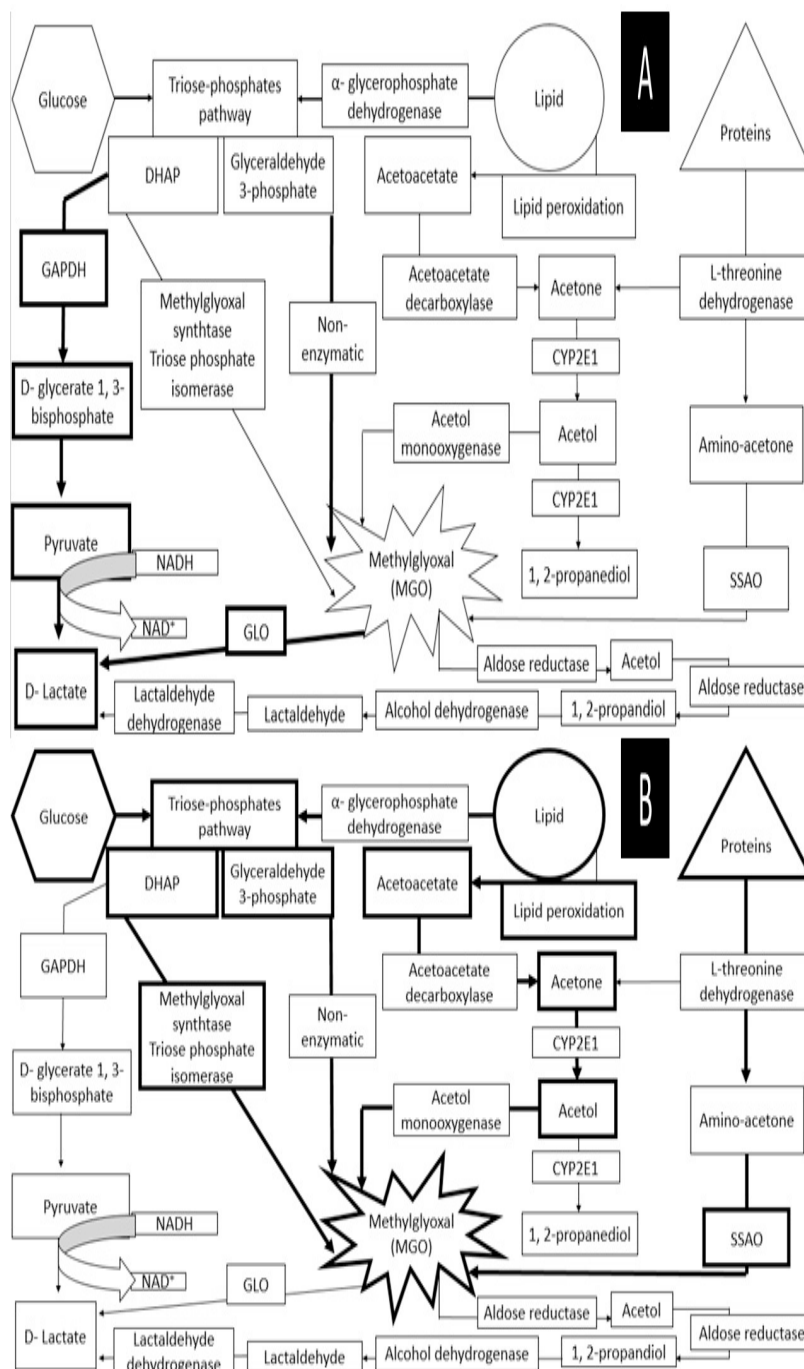 A
Glucose
Triose-phosphates
pathway
α- glycerophosphate
dehydrogenase
Lipid
Proteins
DHAP
Glyceraldehyde
3-phosphate
Acetoacetate
Lipid peroxidation
GAPDH
Acetoacetate
decarboxylase
Acetone
L-threonine
dehydrogenase
Methylglyoxal
synthtase
Triose phosphate
isomerase
Non-
enzymatic
CYP2E1
D- glycerate 1, 3-
bisphosphate
Acetol
monooxygenase
Acetol
Amino-acetone
CYP2E1
Pyruvate
NADH
Methylglyoxal
(MGO)
1, 2-propanediol
SSAO
NAD⁺
GLO
D- Lactate
Aldose reductase
Acetol
Aldose reductase
Lactaldehyde
dehydrogenase
Lactaldehyde
Alcohol dehydrogenase
1, 2-propandiol
B
Glucose
Triose-phosphates
pathway
α- glycerophosphate
dehydrogenase
Lipid
Proteins
DHAP
Glyceraldehyde
3-phosphate
Acetoacetate
Lipid peroxidation
GAPDH
Acetoacetate
decarboxylase
Acetone
L-threonine
dehydrogenase
Methylglyoxal
synthtase
Triose phosphate
isomerase
Non-
enzymatic
CYP2E1
D- glycerate 1, 3-
bisphosphate
Acetol
monooxygenase
Acetol
Amino-acetone
CYP2E1
Pyruvate
NADH
Methylglyoxal
(MGO)
1, 2-propanediol
SSAO
NAD⁺
GLO
D- Lactate
Aldose reductase
Acetol
Aldose reductase
Lactaldehyde
dehydrogenase
Lactaldehyde
Alcohol dehydrogenase
1, 2-propandiol